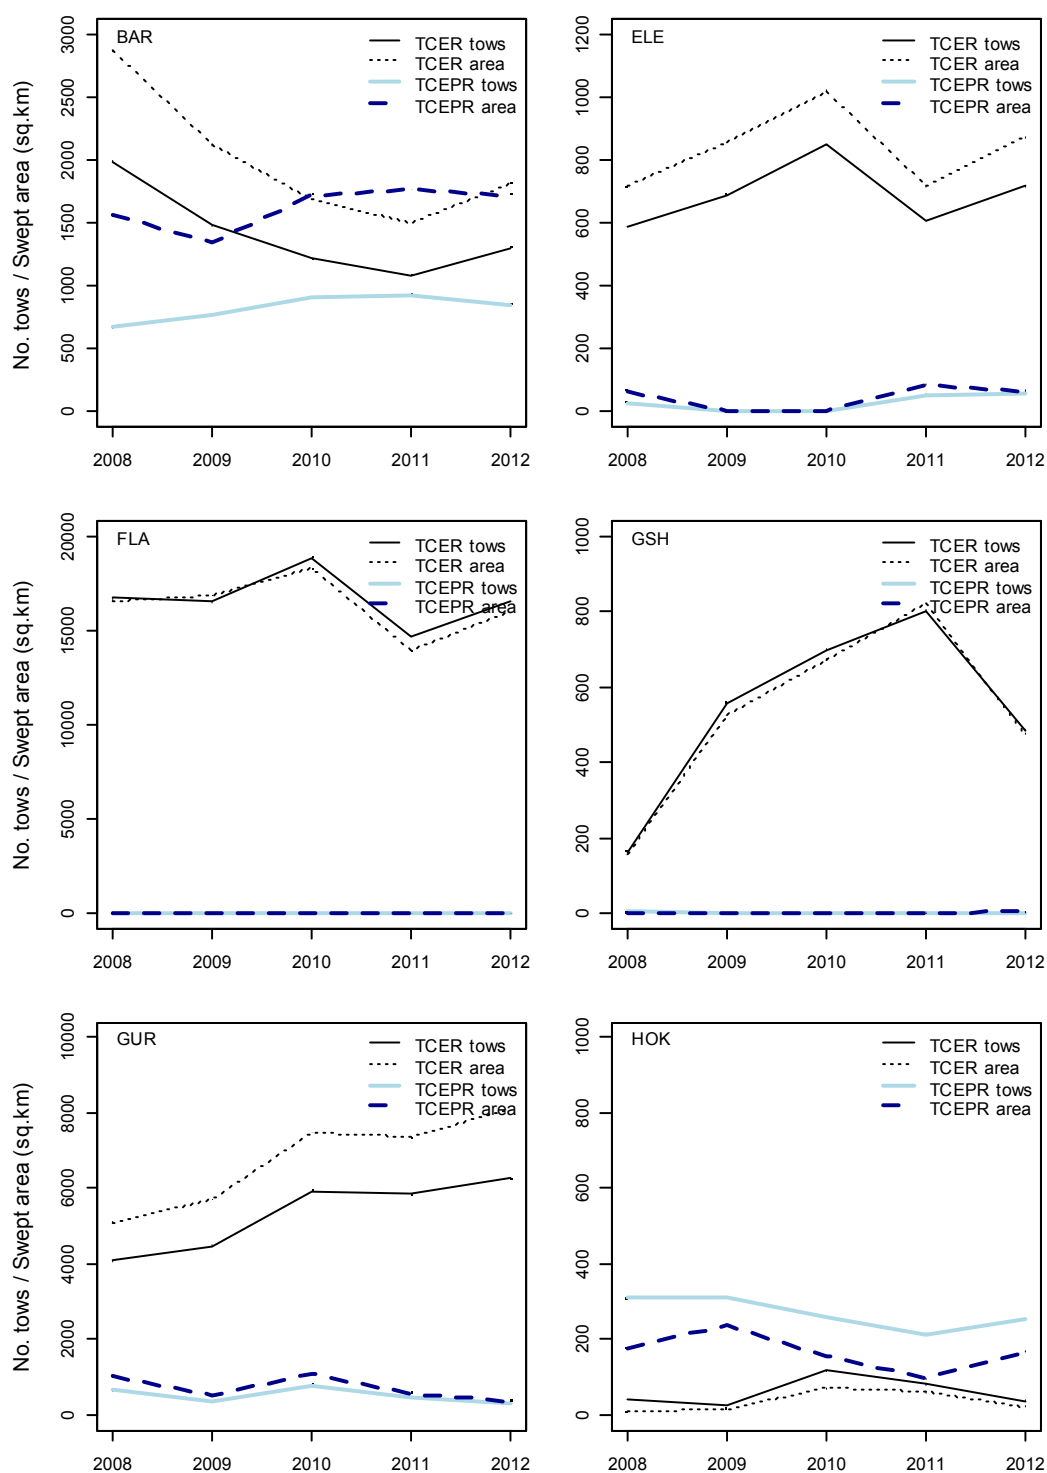 BAR
TCER tows
TCER area
TCEPR tows
TCEPR area
No. tows / Swept area (sq.km)
3000
2500
2000
1500
1000
500
0
2008 2009 2010 2011 2012
ELE
TCER tows
TCER area
TCEPR tows
TCEPR area
1200
1000
800
600
400
200
0
2008 2009 2010 2011 2012
FLA
TCER tows
TCER area
TCEPR tows
TCEPR area
No. tows / Swept area (sq.km)
20000
15000
10000
5000
0
2008 2009 2010 2011 2012
GSH
TCER tows
TCER area
TCEPR tows
TCEPR area
1000
800
600
400
200
0
2008 2009 2010 2011 2012
GUR
TCER tows
TCER area
TCEPR tows
TCEPR area
No. tows / Swept area (sq.km)
10000
8000
6000
4000
2000
0
2008 2009 2010 2011 2012
HOK
TCER tows
TCER area
TCEPR tows
TCEPR area
1000
800
600
400
200
0
2008 2009 2010 2011 2012